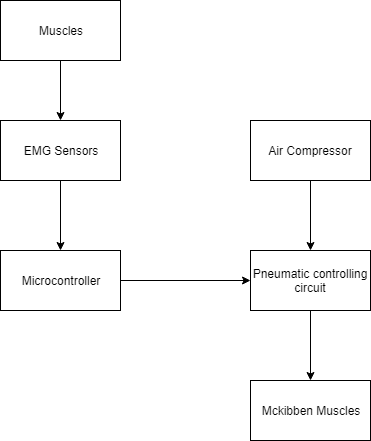 Muscles
EMG Sensors
Air Compressor
Microcontroller
Pneumatic controlling
circuit
Mckibben Muscles